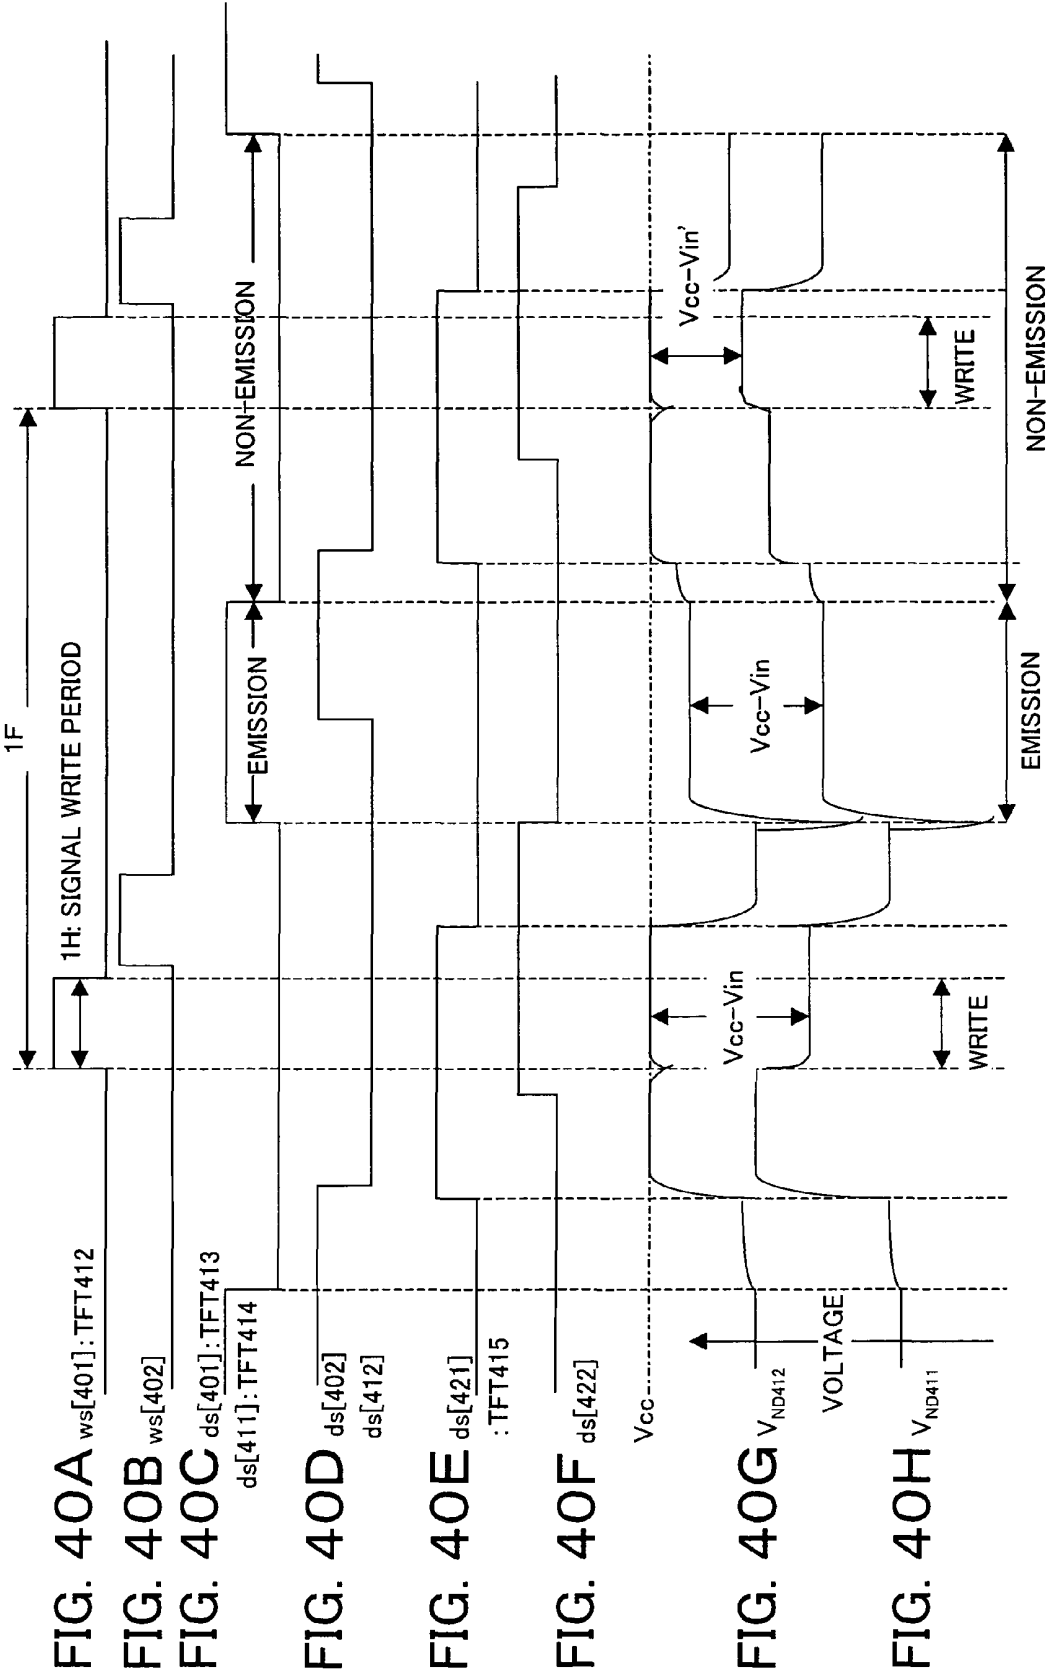 1F
FIG. 40A ws[401]:TFT412
1H: SIGNAL WRITE PERIOD
FIG. 40B ws[402]
FIG. 40C ds[401]:TFT413
ds[411]:TFT414
EMISSION
NON-EMISSION
FIG. 40D ds[402]
ds[412]
FIG. 40E ds[421]
:TFT415
FIG. 40F ds[422]
Vcc
Vcc-Vin
Vcc-Vin
Vcc-Vin'
FIG. 40G VND412
VOLTAGE
FIG. 40H VND411
WRITE
WRITE
EMISSION
NON-EMISSION